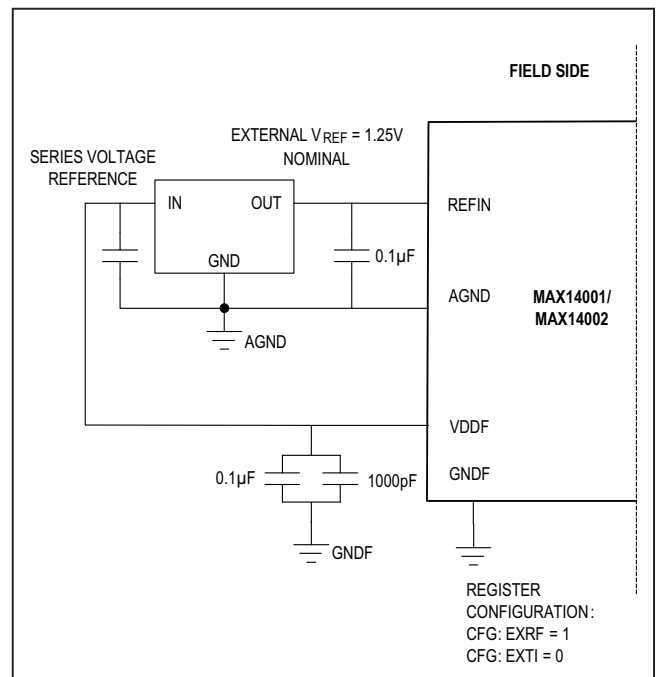 FIELD SIDE
EXTERNAL VREF = 1.25V
NOMINAL
SERIES VOLTAGE
REFERENCE
IN
OUT
GND
REFIN
0.1µF
AGND
MAX14001/
MAX14002
AGND
VDDF
GNDF
0.1µF
1000pF
GNDF
REGISTER
CONFIGURATION:
CFG: EXRF = 1
CFG: EXTI = 0